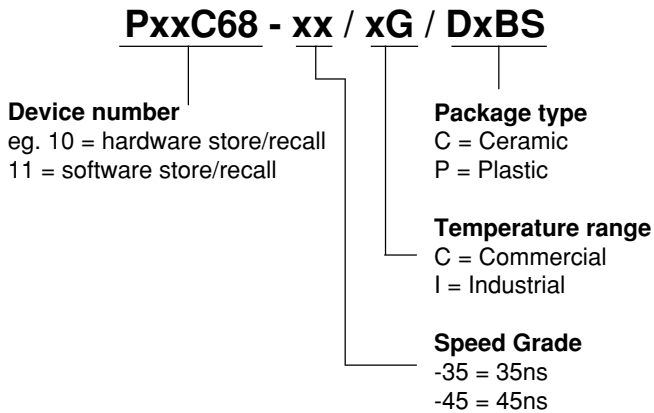 PxxC68 - xx / xG / DxBS
Device number
eg. 10 = hardware store/recall
11 = software store/recall
Package type
C = Ceramic
P = Plastic
Temperature range
C = Commercial
I = Industrial
Speed Grade
-35 = 35ns
-45 = 45ns